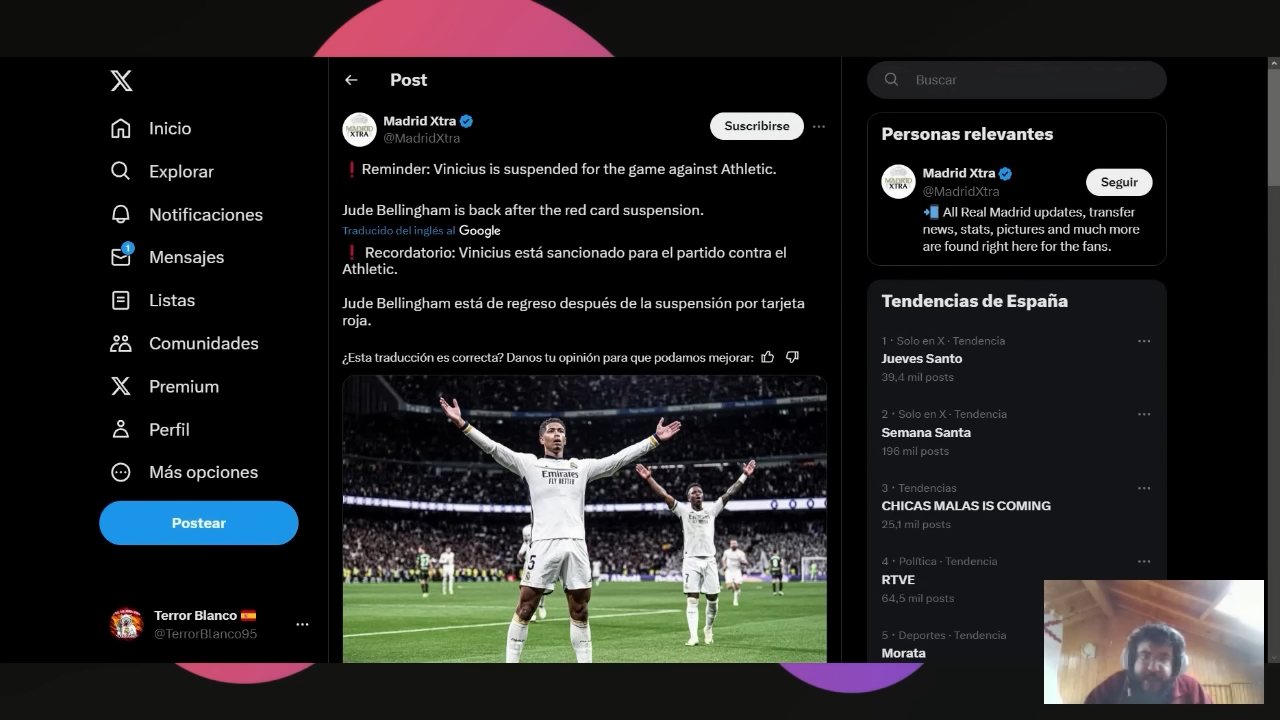 Inicio
Explorar
Notificaciones
1
Mensajes
Listas
Comunidades
Premium
Perfil
Más opciones
Postear
Terror Blanco
@TerrorBlanco95
Post
MADRID XTRA
Madrid Xtra
@MadridXtra
Suscribirse
❗ Reminder: Vinicius is suspended for the game against Athletic.
Jude Bellingham is back after the red card suspension.
Traducido del inglés al Google
❗ Recordatorio: Vinicius está sancionado para el partido contra el
Athletic.
Jude Bellingham está de regreso después de la suspensión por tarjeta
roja.
¿Esta traducción es correcta? Danos tu opinión para que podamos mejorar:
Emirates
FLY BETTER
5
7
Buscar
Personas relevantes
MADRID XTRA
Madrid Xtra
@MadridXtra
Seguir
📲 All Real Madrid updates, transfer
news, stats, pictures and much more
are found right here for the fans.
Tendencias de España
1 · Solo en X · Tendencia
Jueves Santo
39,4 mil posts
2 · Solo en X · Tendencia
Semana Santa
196 mil posts
3 · Tendencias
CHICAS MALAS IS COMING
25,1 mil posts
4 · Política · Tendencia
RTVE
64,5 mil posts
5 · Deportes · Tendencia
Morata